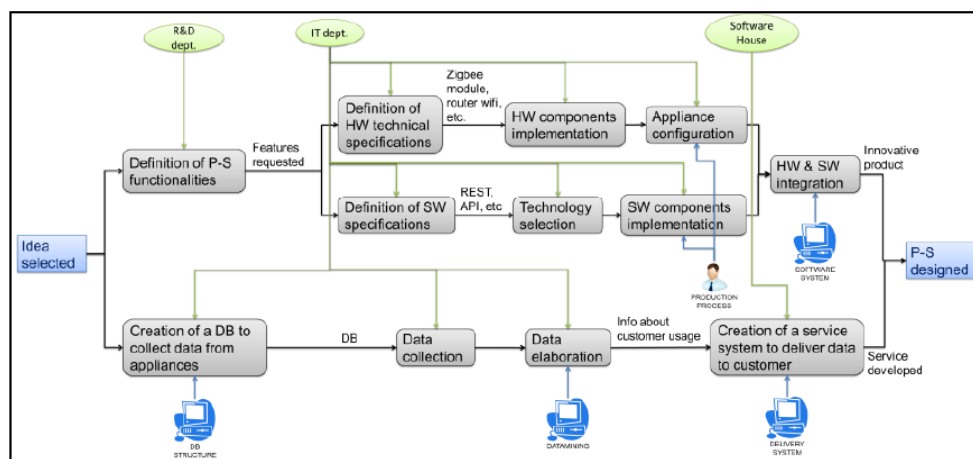 R&D
dept.
IT dept.
Software
House
Zigbee
module,
router wifi,
etc.
Definition of
HW technical
specifications
HW components
implementation
Appliance
configuration
Definition of P-S
functionalities
Features
requested
HW & SW
integration
Innovative
product
Definition of SW
specifications
REST,
API, etc
Technology
selection
SW components
implementation
Idea
selected
SOFTWARE
SYSTEM
P-S
designed
PRODUCTION
PROCESS
Creation of a DB to
collect data from
appliances
DB
Data
collection
Data
elaboration
Info about
customer usage
Creation of a service
system to deliver data
to customer
Service
developed
DB
STRUCTURE
DATAMINING
DELIVERY
SYSTEM